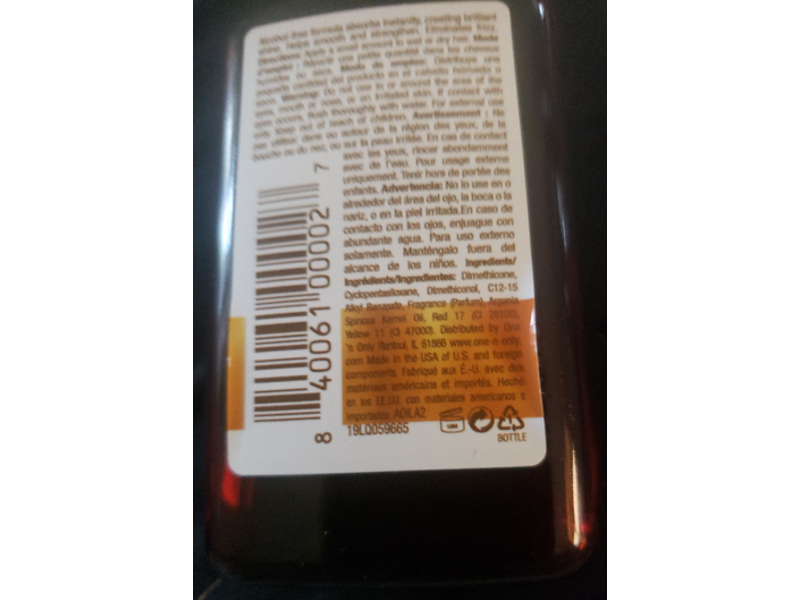 Alcohol-free formula absorbs instantly, creating brilliant
shine, helps smooth and strengthen. Eliminates frizz.
Directions: Apply a small amount to wet or dry hair. Mode
d'emploi : Répartir une petite quantité dans les cheveux
humides ou secs. Modo de empleo: Distribuya una
pequeña cantidad del producto en el cabello húmedo o
seco. Warning: Do not use in or around the area of the
eyes, mouth or nose, or on irritated skin. If contact with
eyes occurs, flush thoroughly with water. For external use
only, keep out of reach of children. Avertissement : Ne
pas utiliser dans ou autour de la région des yeux, de la
bouche ou du nez, ou sur la peau irritée. En cas de contact
avec les yeux, rincer abondamment
avec de l'eau. Pour usage externe
uniquement. Tenir hors de portée des
enfants. Advertencia: No lo use en o
alrededor del área del ojo, la boca o la
nariz, o en la piel irritada.En caso de
contacto con los ojos, enjuague con
abundante agua. Para uso externo
solamente. Manténgalo fuera del
alcance de los niños. Ingredients/
Ingrédients/Ingredientes: Dimethicone,
Cyclopentasiloxane, Dimethiconol, C12-15
Alkyl Benzoate, Fragrance (Parfum), Argania
Spinosa Kernel Oil, Red 17 (CI 26100),
Yellow 11 (CI 47000). Distributed by One
'n Only Rantoul, IL 61866 www.one-n-only.
com Made in the USA of U.S. and foreign
components. Fabriqué aux É.-U. avec des
matériaux américains et importés. Hecho
en los EE.UU. con materiales americanos e
importados ADILA2
19LQ059665
BOTTLE
8 40061 00002 7